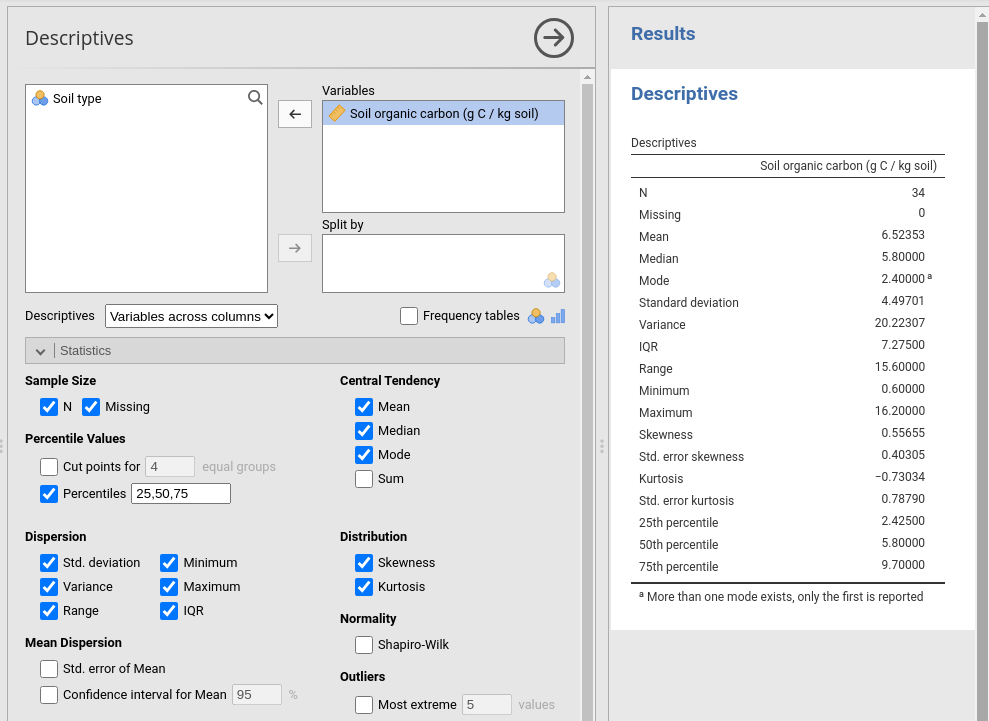 Descriptives
Soil type
Variables
Soil organic carbon (g C / kg soil)
Split by
Descriptives Variables across columns Frequency tables
Statistics
Sample Size
N Missing
Percentile Values
Cut points for 4 equal groups
Percentiles 25,50,75
Central Tendency
Mean
Median
Mode
Sum
Dispersion
Std. deviation Minimum
Variance Maximum
Range IQR
Distribution
Skewness
Kurtosis
Mean Dispersion
Std. error of Mean
Confidence interval for Mean 95 %
Normality
Shapiro-Wilk
Outliers
Most extreme 5 values
Results
Descriptives
Descriptives
Soil organic carbon (g C / kg soil)
N 34
Missing 0
Mean 6.52353
Median 5.80000
Mode 2.40000 ᵃ
Standard deviation 4.49701
Variance 20.22307
IQR 7.27500
Range 15.60000
Minimum 0.60000
Maximum 16.20000
Skewness 0.55655
Std. error skewness 0.40305
Kurtosis −0.73034
Std. error kurtosis 0.78790
25th percentile 2.42500
50th percentile 5.80000
75th percentile 9.70000
ᵃ More than one mode exists, only the first is reported